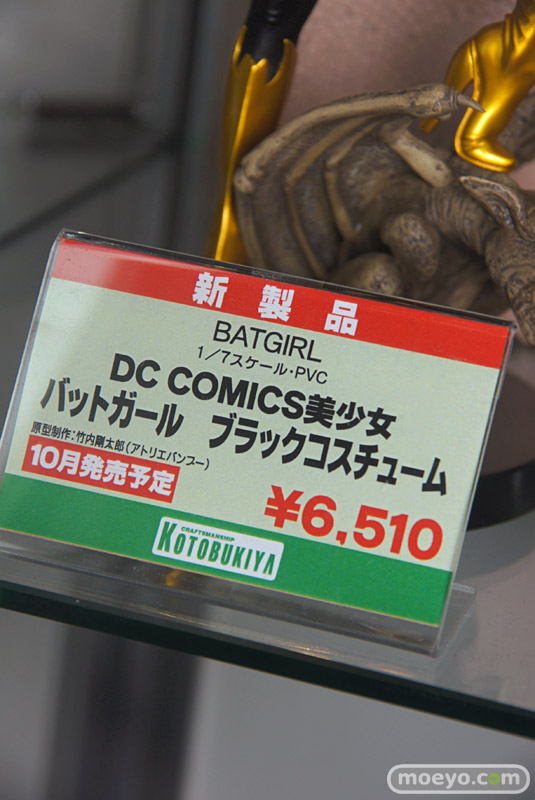 新製品
BATGIRL
1/7スケール・PVC
DC COMICS美少女
バットガール ブラックコスチューム
原型制作:竹内剛太郎(アトリエバンブー)
10月発売予定
¥6,510
CRAFTSMANSHIP
KOTOBUKIYA
moeyo.com